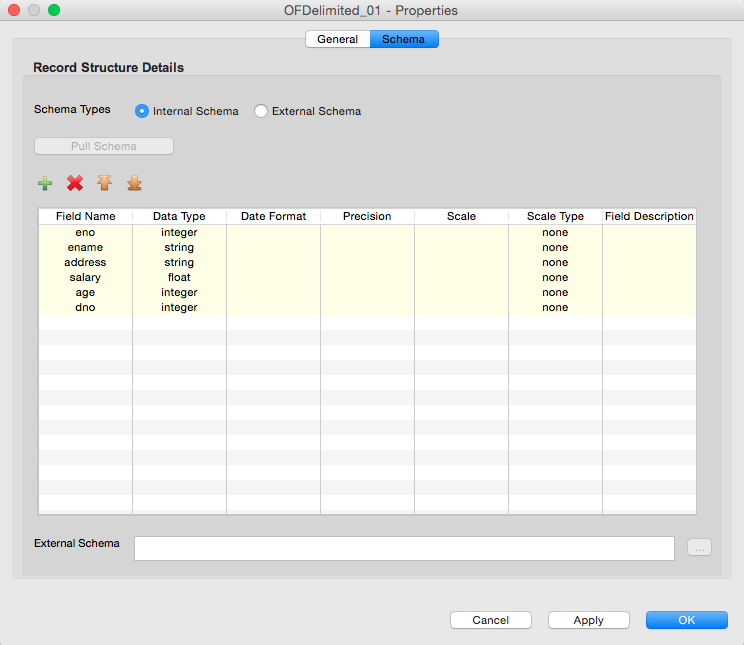 OFDelimited_01 - Properties
General Schema
Record Structure Details
Schema Types Internal Schema External Schema
Pull Schema
Field Name Data Type Date Format Precision Scale Scale Type Field Description
eno integer none
ename string none
address string none
salary float none
age integer none
dno integer none
External Schema ...
Cancel Apply OK